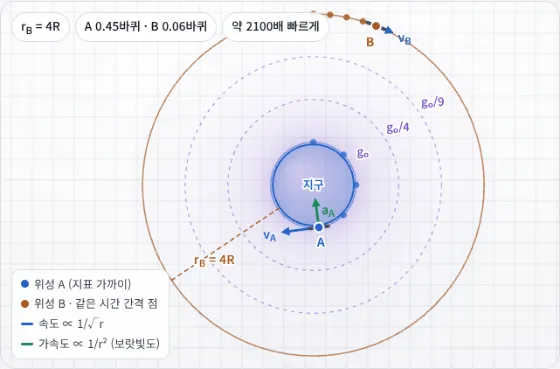 r_B = 4R
A 0.45바퀴 · B 0.06바퀴
약 2100배 빠르게
B
v_B
g₀/9
g₀/4
g₀
지구
a_A
v_A
A
r_B = 4R
위성 A (지표 가까이)
위성 B · 같은 시간 간격 점
속도 ∝ 1/√r
가속도 ∝ 1/r² (보랏빛도)